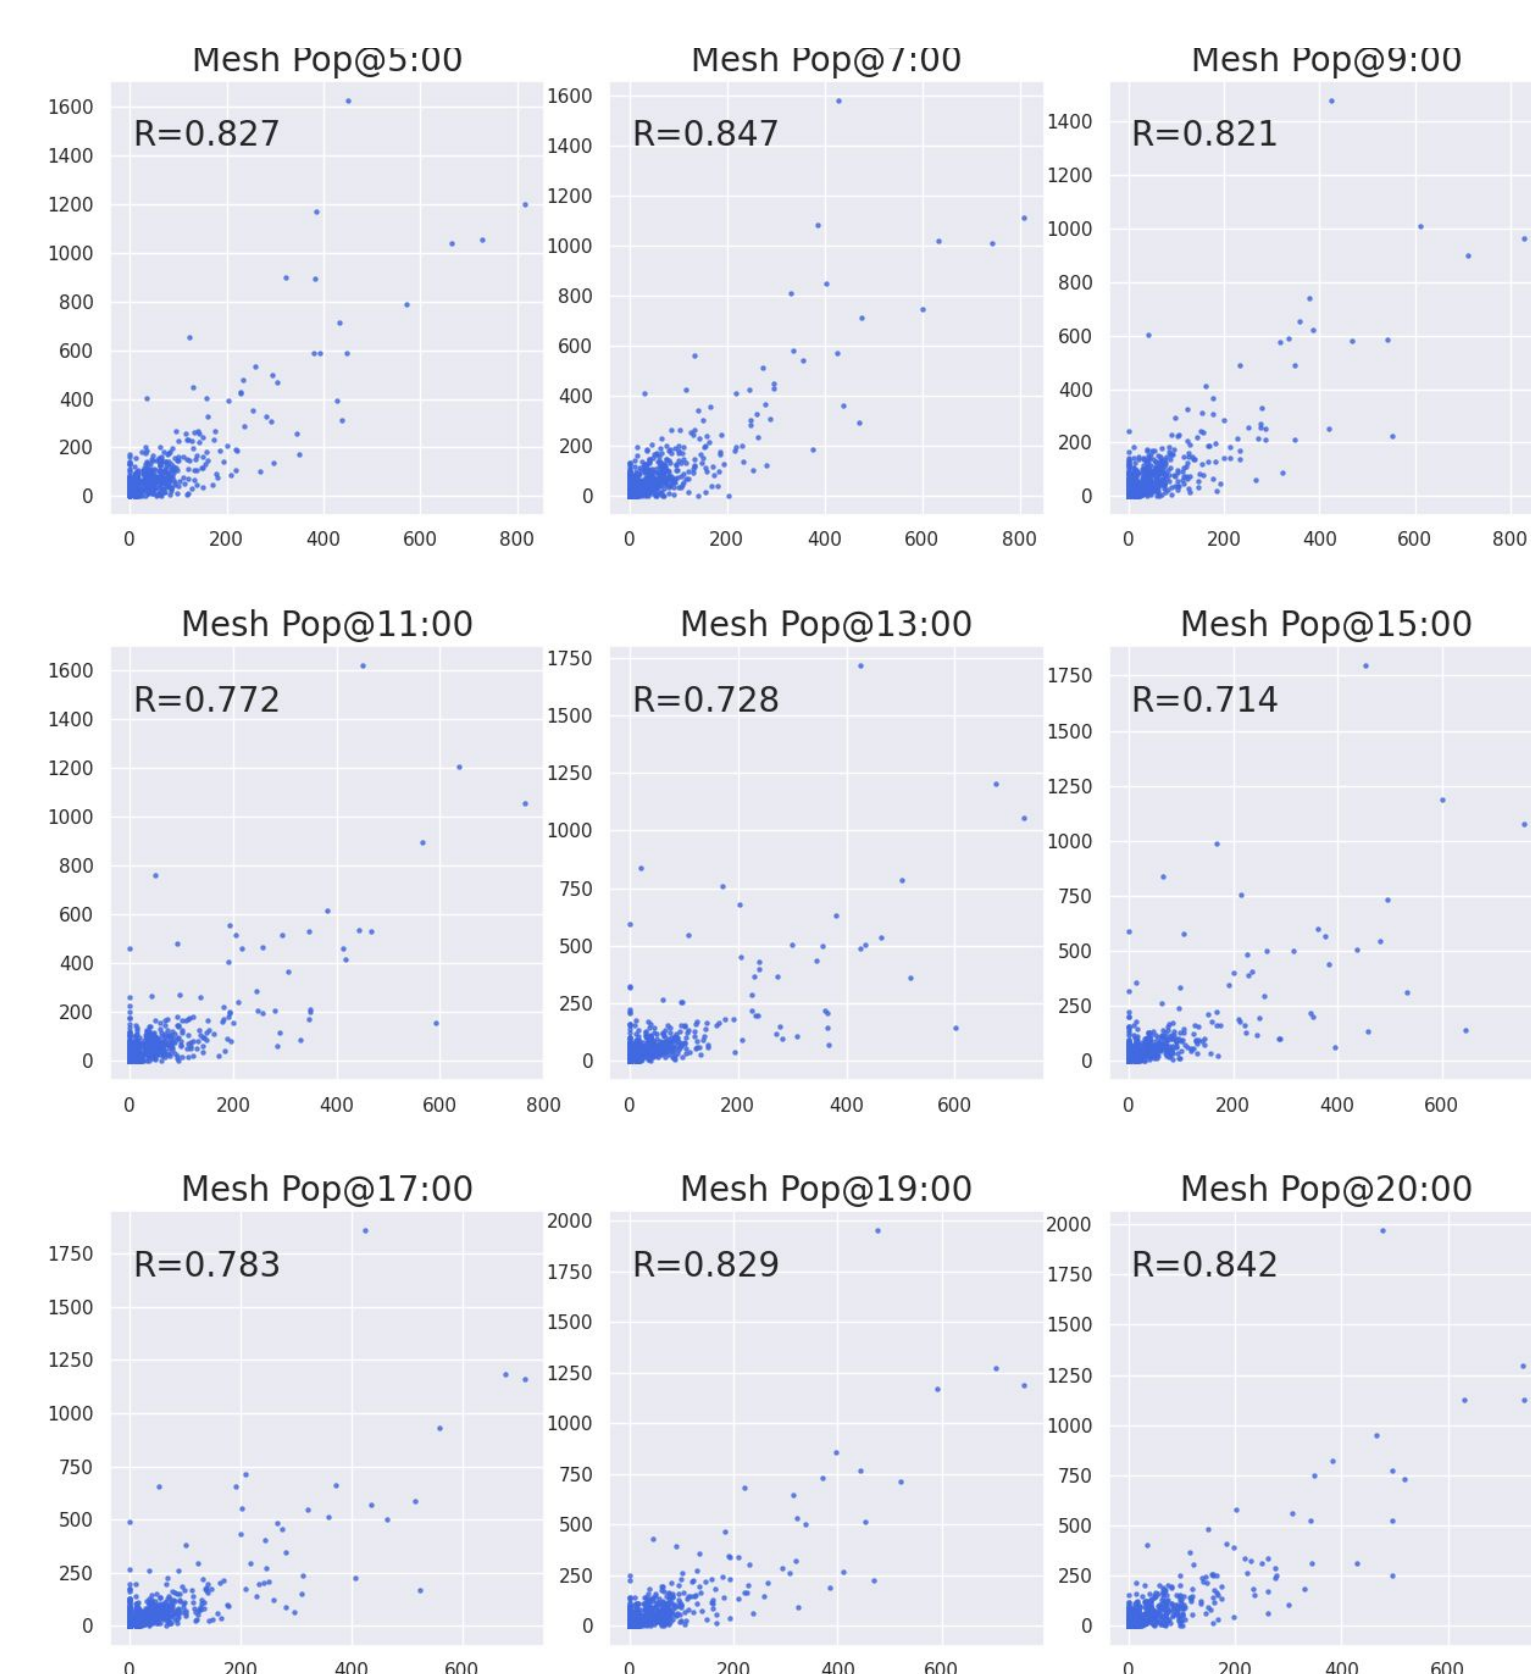 Mesh Pop@5:00 Mesh Pop@7:00 Mesh Pop@9:00
R=0.827 R=0.847 R=0.821
1600 1400 1200 1000 800 600 400 200 0
1600 1400 1200 1000 800 600 400 200 0
1400 1200 1000 800 600 400 200 0
0 200 400 600 800 0 200 400 600 800 0 200 400 600 800
Mesh Pop@11:00 Mesh Pop@13:00 Mesh Pop@15:00
R=0.772 R=0.728 R=0.714
1600 1400 1200 1000 800 600 400 200 0
1750 1500 1250 1000 750 500 250 0
1750 1500 1250 1000 750 500 250 0
0 200 400 600 800 0 200 400 600 0 200 400 600
Mesh Pop@17:00 Mesh Pop@19:00 Mesh Pop@20:00
R=0.783 R=0.829 R=0.842
1750 1500 1250 1000 750 500 250 0
2000 1750 1500 1250 1000 750 500 250 0
2000 1750 1500 1250 1000 750 500 250 0
0 200 400 600 0 200 400 600 0 200 400 600